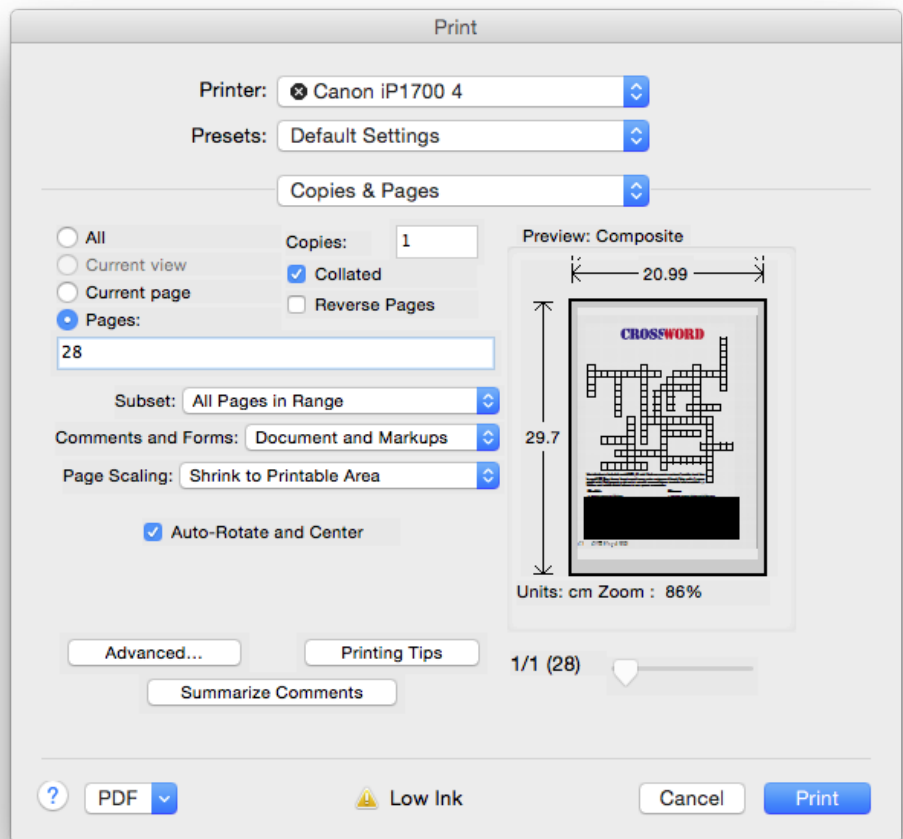 Print
Printer: Canon iP1700 4
Presets: Default Settings
Copies & Pages
All
Current view
Current page
Pages:
28
Copies: 1
Collated
Reverse Pages
Subset: All Pages in Range
Comments and Forms: Document and Markups
Page Scaling: Shrink to Printable Area
Auto-Rotate and Center
Advanced...
Printing Tips
Summarize Comments
Preview: Composite
20.99
29.7
CROSSWORD
Units: cm Zoom : 86%
1/1 (28)
? PDF
Low Ink
Cancel
Print